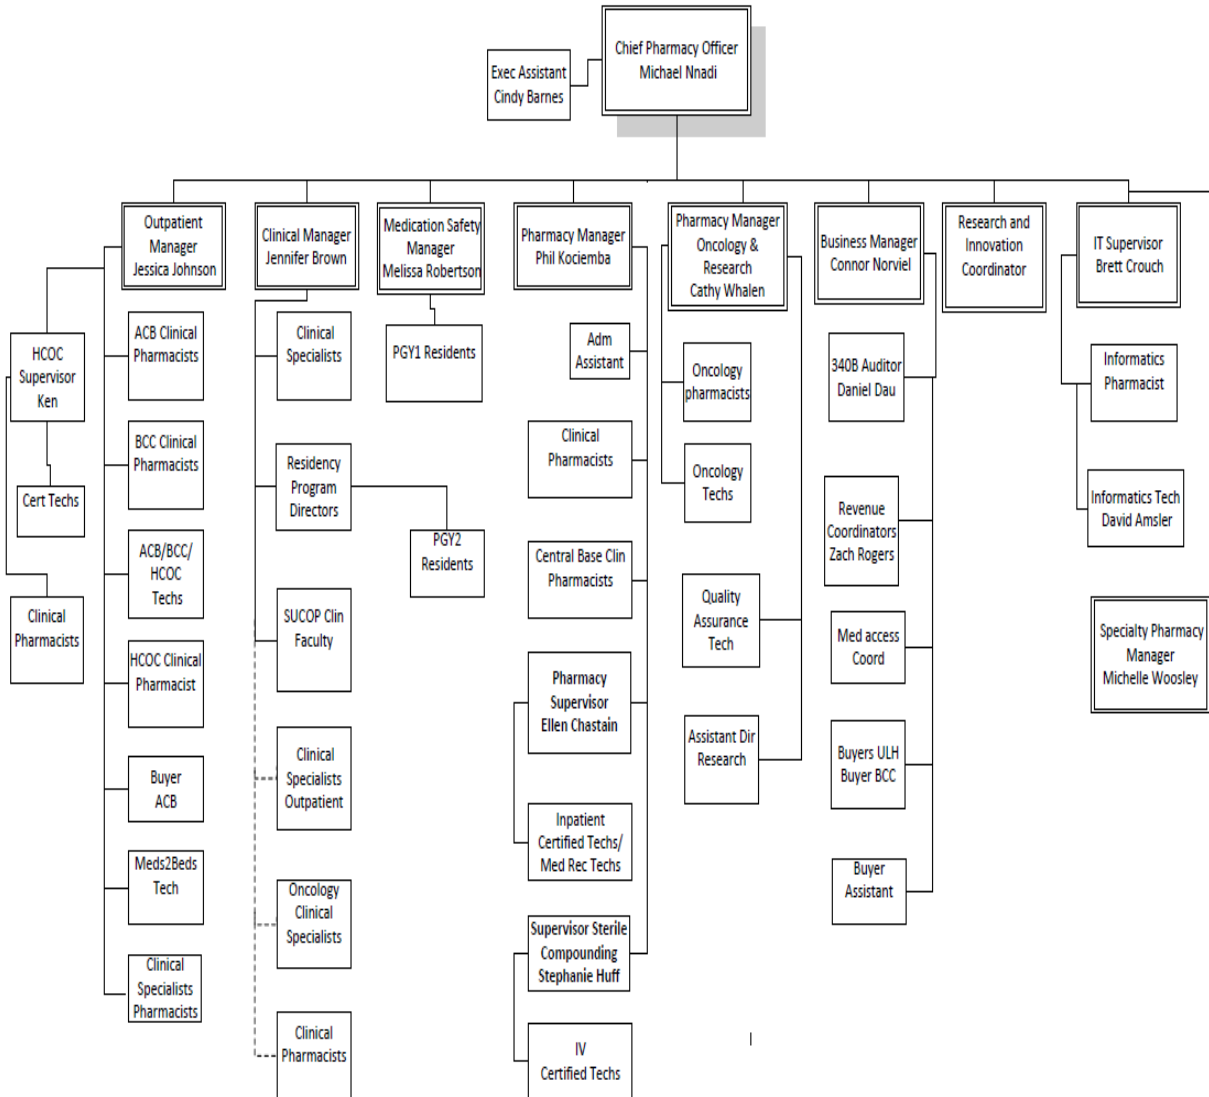 Chief Pharmacy Officer
Michael Nnadi
Exec Assistant
Cindy Barnes
Outpatient
Manager
Jessica Johnson
Clinical Manager
Jennifer Brown
Medication Safety
Manager
Melissa Robertson
Pharmacy Manager
Phil Kociemba
Pharmacy Manager
Oncology &
Research
Cathy Whalen
Business Manager
Connor Norviel
Research and
Innovation
Coordinator
IT Supervisor
Brett Crouch
HCOC
Supervisor
Ken
Cert Techs
Clinical
Pharmacists
ACB Clinical
Pharmacists
BCC Clinical
Pharmacists
ACB/BCC/
HCOC
Techs
HCOC Clinical
Pharmacist
Buyer
ACB
Meds2Beds
Tech
Clinical
Specialists
Pharmacists
Clinical
Specialists
Residency
Program
Directors
SUCOP Clin
Faculty
Clinical
Specialists
Outpatient
Oncology
Clinical
Specialists
Clinical
Pharmacists
PGY1 Residents
PGY2
Residents
Adm
Assistant
Clinical
Pharmacists
Central Base Clin
Pharmacists
Pharmacy
Supervisor
Ellen Chastain
Inpatient
Certified Techs/
Med Rec Techs
Supervisor Sterile
Compounding
Stephanie Huff
IV
Certified Techs
Oncology
pharmacists
Oncology
Techs
Quality
Assurance
Tech
Assistant Dir
Research
340B Auditor
Daniel Dau
Revenue
Coordinators
Zach Rogers
Med access
Coord
Buyers ULH
Buyer BCC
Buyer
Assistant
Informatics
Pharmacist
Informatics Tech
David Amsler
Specialty Pharmacy
Manager
Michelle Woosley